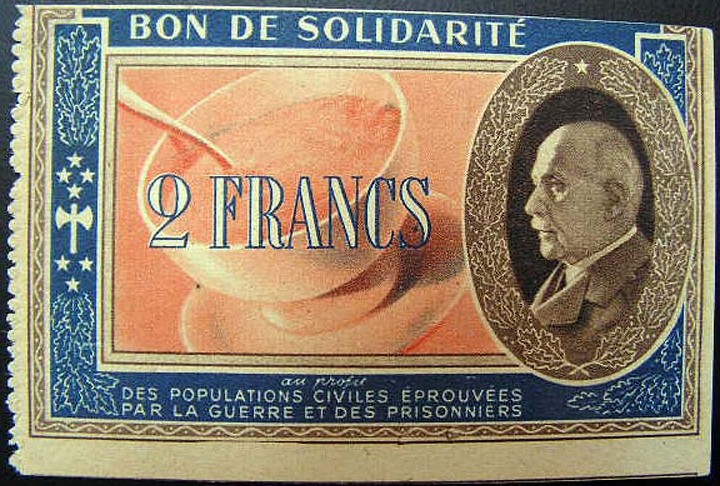 BON DE SOLIDARITÉ
2 FRANCS
au profit
DES POPULATIONS CIVILES ÉPROUVÉES
PAR LA GUERRE ET DES PRISONNIERS